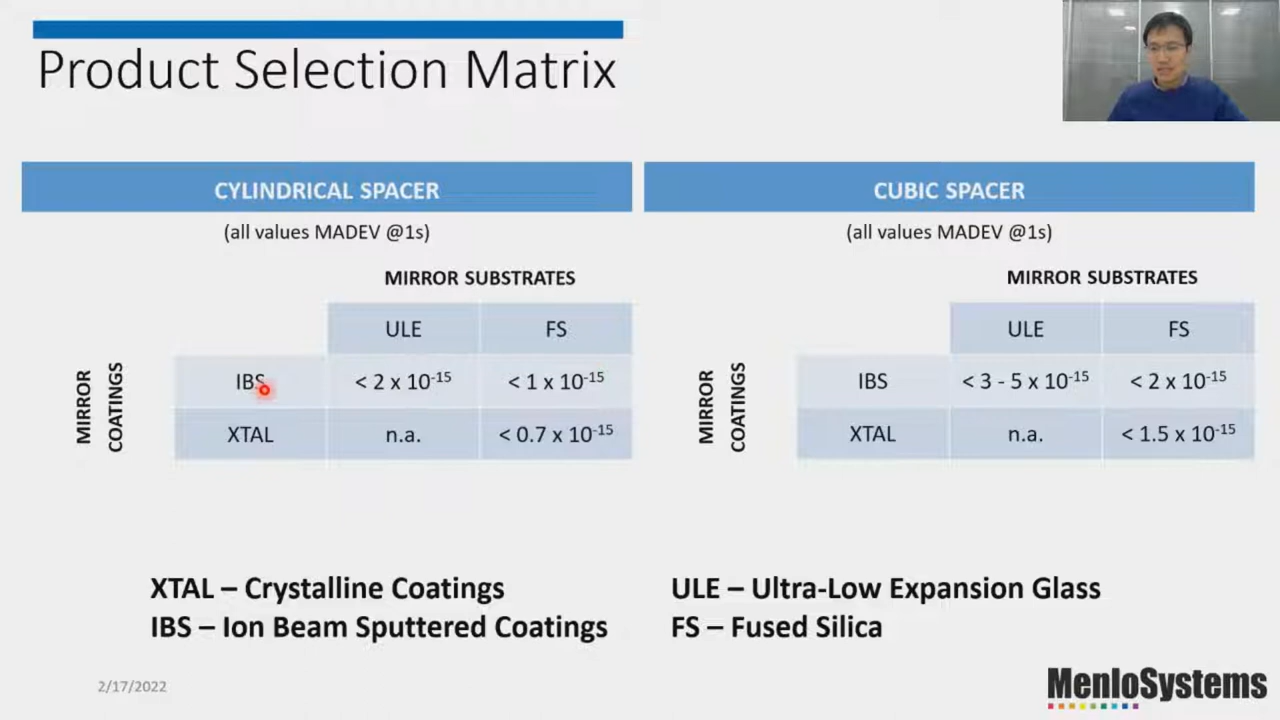 Product Selection Matrix
CYLINDRICAL SPACER
(all values MADEV @1s)
MIRROR SUBSTRATES
ULE FS
MIRROR
COATINGS
IBS < 2 x 10⁻¹⁵ < 1 x 10⁻¹⁵
XTAL n.a. < 0.7 x 10⁻¹⁵
CUBIC SPACER
(all values MADEV @1s)
MIRROR SUBSTRATES
ULE FS
MIRROR
COATINGS
IBS < 3 - 5 x 10⁻¹⁵ < 2 x 10⁻¹⁵
XTAL n.a. < 1.5 x 10⁻¹⁵
XTAL – Crystalline Coatings
IBS – Ion Beam Sputtered Coatings
ULE – Ultra-Low Expansion Glass
FS – Fused Silica
2/17/2022
MenloSystems